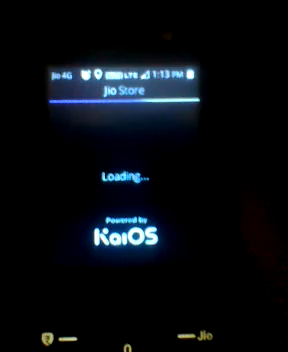 Jio 4G LTE 1:13 PM
Jio Store
Loading...
Powered by
KaiOS
Jio